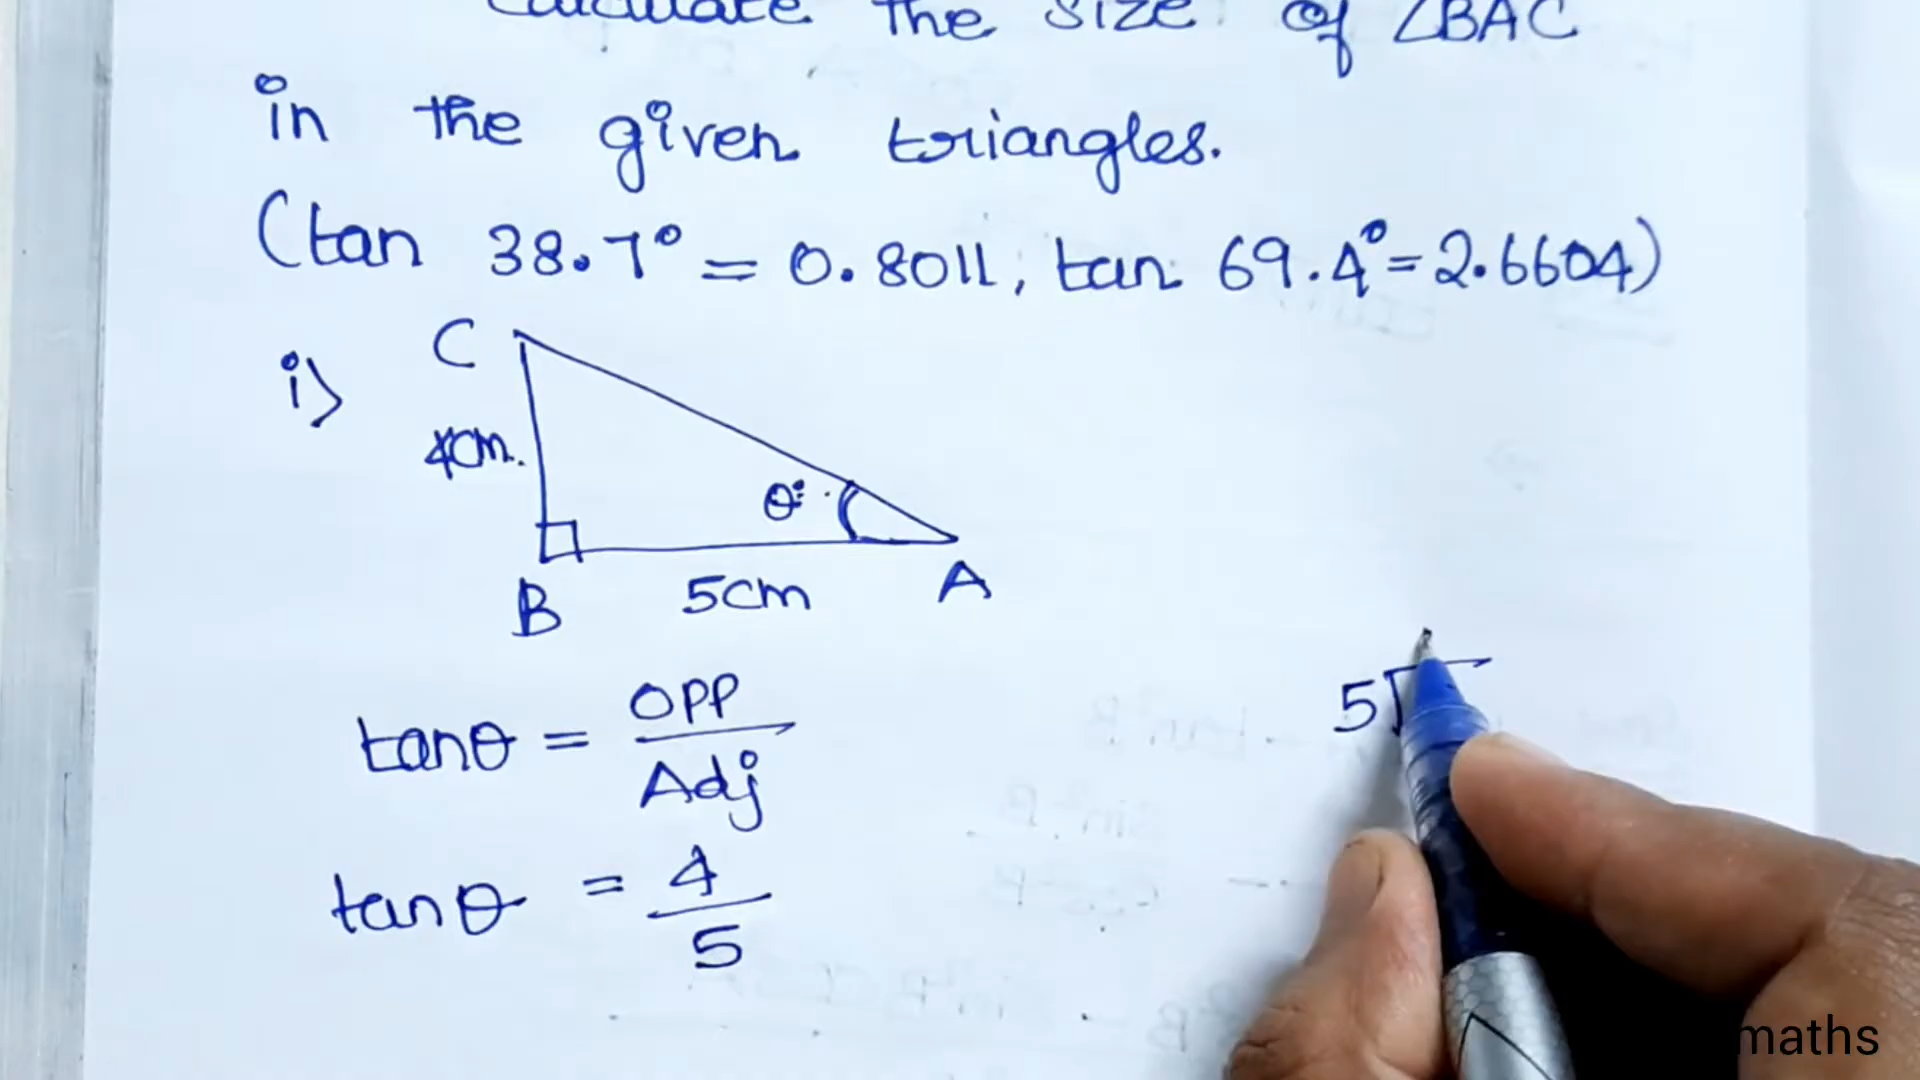 Calculate the size of ∠BAC
in the given triangles.
(tan 38.7° = 0.8011, tan 69.4° = 2.6604)
i)
C
4cm.
θ°
B 5cm A
tanθ = OPP
Adj
5
tanθ = 4
5
maths